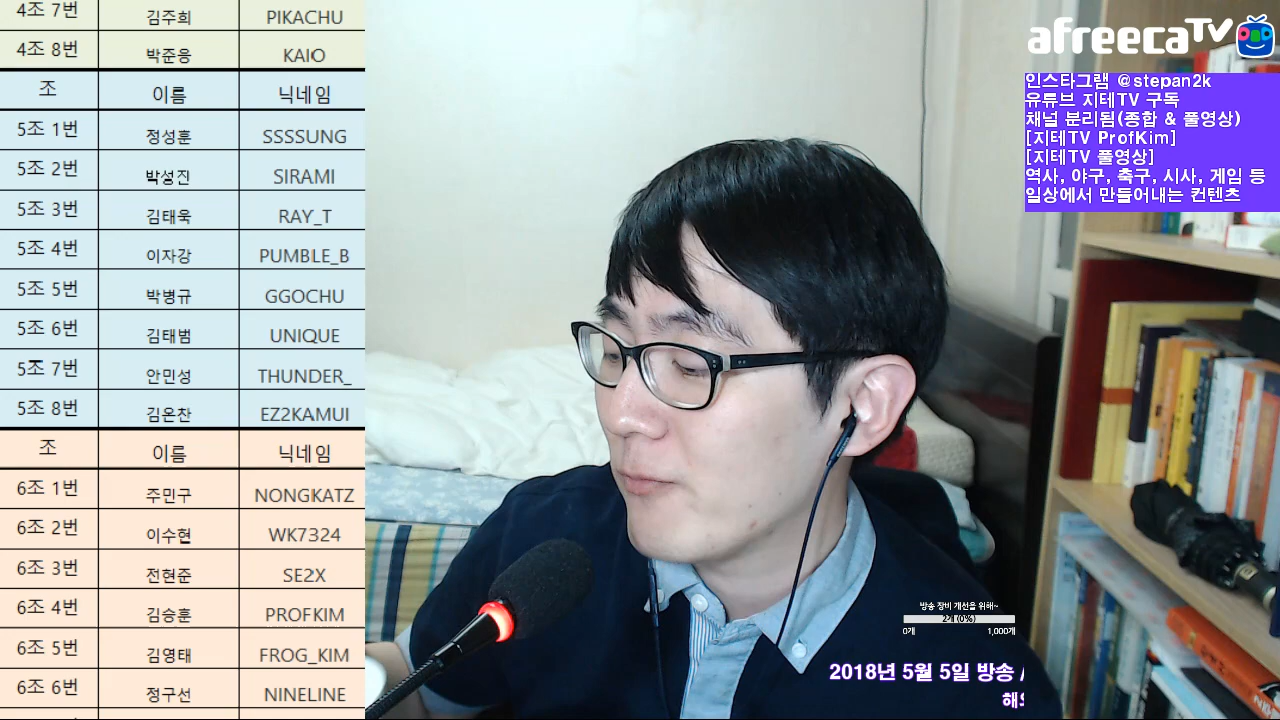 4조 7번 김주희 PIKACHU
4조 8번 박준응 KAIO
조 이름 닉네임
5조 1번 정성훈 SSSSUNG
5조 2번 박성진 SIRAMI
5조 3번 김태욱 RAY_T
5조 4번 이자강 PUMBLE_B
5조 5번 박병규 GGOCHU
5조 6번 김태범 UNIQUE
5조 7번 안민성 THUNDER_
5조 8번 김온찬 EZ2KAMUI
조 이름 닉네임
6조 1번 주민구 NONGKATZ
6조 2번 이수현 WK7324
6조 3번 전현준 SE2X
6조 4번 김승훈 PROFKIM
6조 5번 김영태 FROG_KIM
6조 6번 정구선 NINELINE
afreecaTV
인스타그램 @stepan2k
유튜브 지테TV 구독
채널 분리됨(종합 & 풀영상)
[지테TV ProfKim]
[지테TV 풀영상]
역사, 야구, 축구, 시사, 게임 등
일상에서 만들어내는 컨텐츠
방송 장비 개선을 위해~
2개 (0%)
0개 1,000개
2018년 5월 5일 방송 /